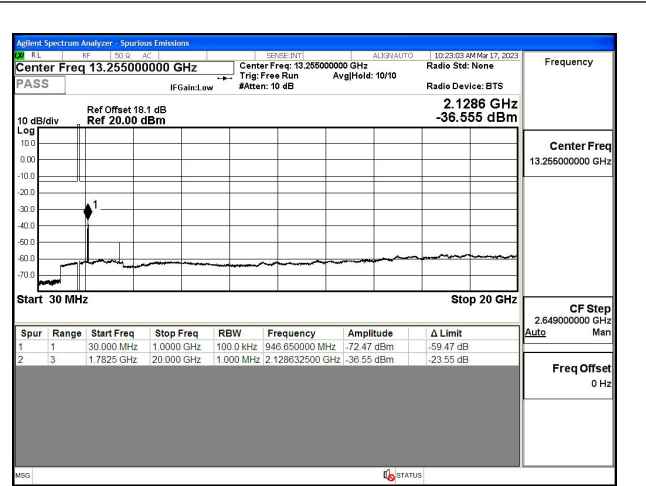 Agilent Spectrum Analyzer - Spurious Emissions
RL RF 50 Ω AC SENSE:INT ALIGN AUTO 10:23:03 AM Mar 17, 2023
Center Freq 13.255000000 GHz Center Freq: 13.255000000 GHz Radio Std: None
Trig: Free Run Avg|Hold: 10/10
PASS IFGain:Low #Atten: 10 dB Radio Device: BTS
2.1286 GHz
-36.555 dBm
Ref Offset 18.1 dB
10 dB/div Ref 20.00 dBm
Log
10.0
0.00
-10.0
-20.0
-30.0
-40.0
-50.0
-60.0
-70.0
1
Start 30 MHz Stop 20 GHz
Spur Range Start Freq Stop Freq RBW Frequency Amplitude Δ Limit
1 1 30.000 MHz 1.0000 GHz 100.0 kHz 946.650000 MHz -72.47 dBm -59.47 dB
2 3 1.7825 GHz 20.000 GHz 1.000 MHz 2.128632500 GHz -36.55 dBm -23.55 dB
MSG STATUS
Frequency
Center Freq
13.255000000 GHz
CF Step
2.649000000 GHz
Auto Man
Freq Offset
0 Hz